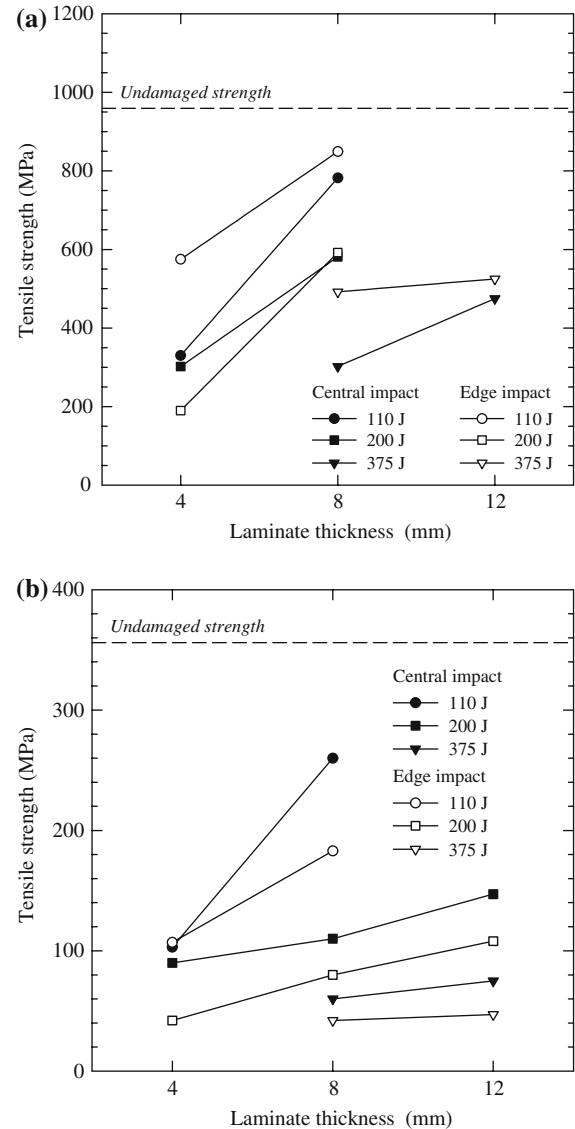 (a)
1200
1000
800
600
400
200
0
Undamaged strength
Tensile strength (MPa)
Central impact
110 J
200 J
375 J
Edge impact
110 J
200 J
375 J
4
8
12
Laminate thickness (mm)
(b)
400
300
200
100
0
Undamaged strength
Tensile strength (MPa)
Central impact
110 J
200 J
375 J
Edge impact
110 J
200 J
375 J
4
8
12
Laminate thickness (mm)